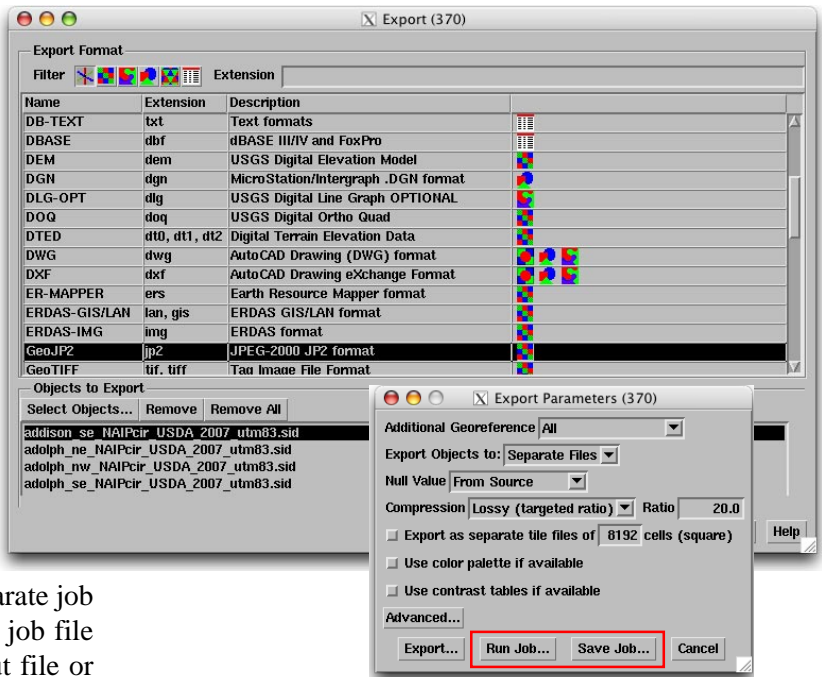 Export (370)
Export Format
Filter Extension
Name Extension Description
DB-TEXT txt Text formats
DBASE dbf dBASE III/IV and FoxPro
DEM dem USGS Digital Elevation Model
DGN dgn MicroStation/Intergraph .DGN format
DLG-OPT dlg USGS Digital Line Graph OPTIONAL
DOQ doq USGS Digital Ortho Quad
DTED dt0, dt1, dt2 Digital Terrain Elevation Data
DWG dwg AutoCAD Drawing (DWG) format
DXF dxf AutoCAD Drawing eXchange Format
ER-MAPPER ers Earth Resource Mapper format
ERDAS-GIS/LAN lan, gis ERDAS GIS/LAN format
ERDAS-IMG img ERDAS format
GeoJP2 jp2 JPEG-2000 JP2 format
GeoTIFF tif, tiff Tag Image File Format
Objects to Export
Select Objects... Remove Remove All
addison_se_NAIPcir_USDA_2007_utm83.sid
adolph_ne_NAIPcir_USDA_2007_utm83.sid
adolph_nw_NAIPcir_USDA_2007_utm83.sid
adolph_se_NAIPcir_USDA_2007_utm83.sid
Help
Export Parameters (370)
Additional Georeference All
Export Objects to: Separate Files
Null Value From Source
Compression Lossy (targeted ratio) Ratio 20.0
Export as separate tile files of 8192 cells (square)
Use color palette if available
Use contrast tables if available
Advanced...
Export... Run Job... Save Job... Cancel
arate job
job file
ut file or